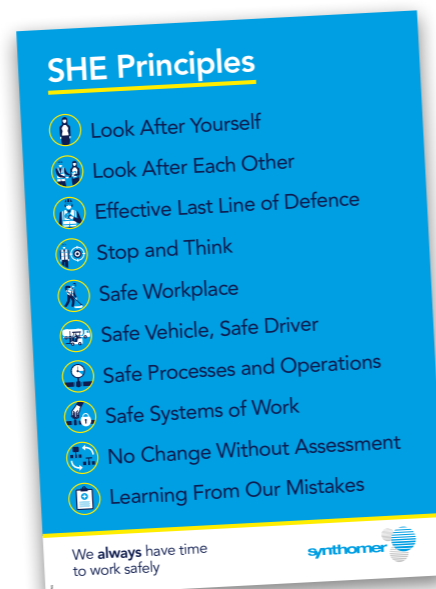 SHE Principles
Look After Yourself
Look After Each Other
Effective Last Line of Defence
Stop and Think
Safe Workplace
Safe Vehicle, Safe Driver
Safe Processes and Operations
Safe Systems of Work
No Change Without Assessment
Learning From Our Mistakes
We always have time
to work safely
synthomer